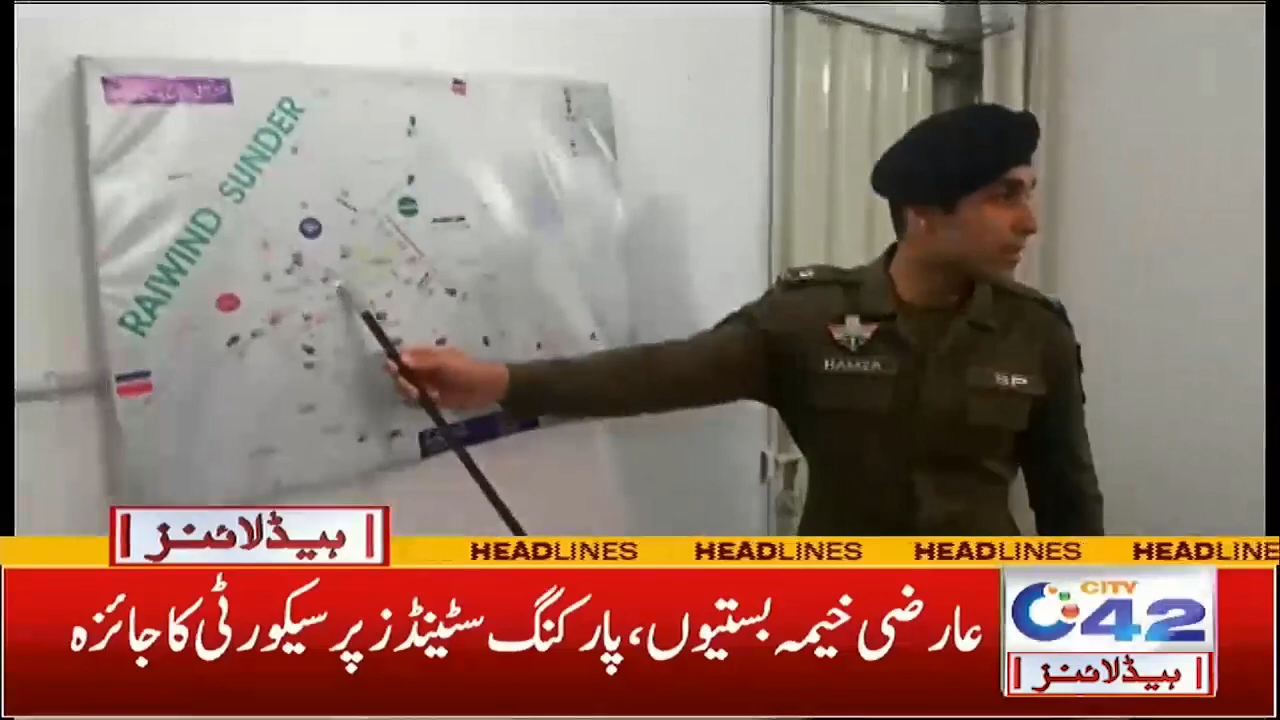 RAIWIND SUNDER
HAMZA
SP
ہیڈلائنز
HEADLINES HEADLINES HEADLINES HEADLINE
عارضی خیمہ بستیوں، پارکنگ سٹینڈز پر سیکورٹی کا جائزہ
CITY
42
ہیڈلائنز